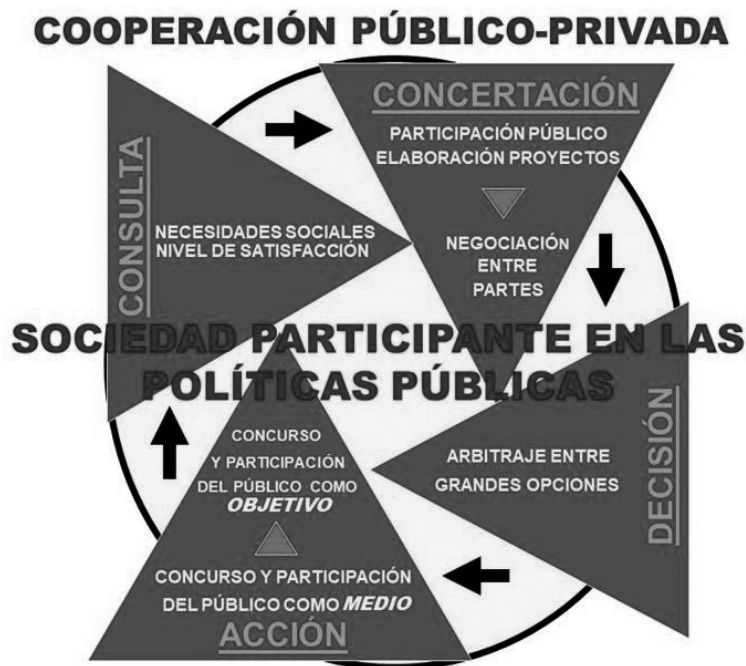 COOPERACIÓN PÚBLICO-PRIVADA
CONSULTA
NECESIDADES SOCIALES
NIVEL DE SATISFACCIÓN
CONCERTACIÓN
PARTICIPACIÓN PÚBLICO
ELABORACIÓN PROYECTOS
NEGOCIACIÓN
ENTRE
PARTES
SOCIEDAD PARTICIPANTE EN LAS
POLÍTICAS PÚBLICAS
DECISIÓN
ARBITRAJE ENTRE
GRANDES OPCIONES
CONCURSO
Y PARTICIPACIÓN
DEL PÚBLICO COMO
OBJETIVO
CONCURSO Y PARTICIPACIÓN
DEL PÚBLICO COMO MEDIO
ACCIÓN